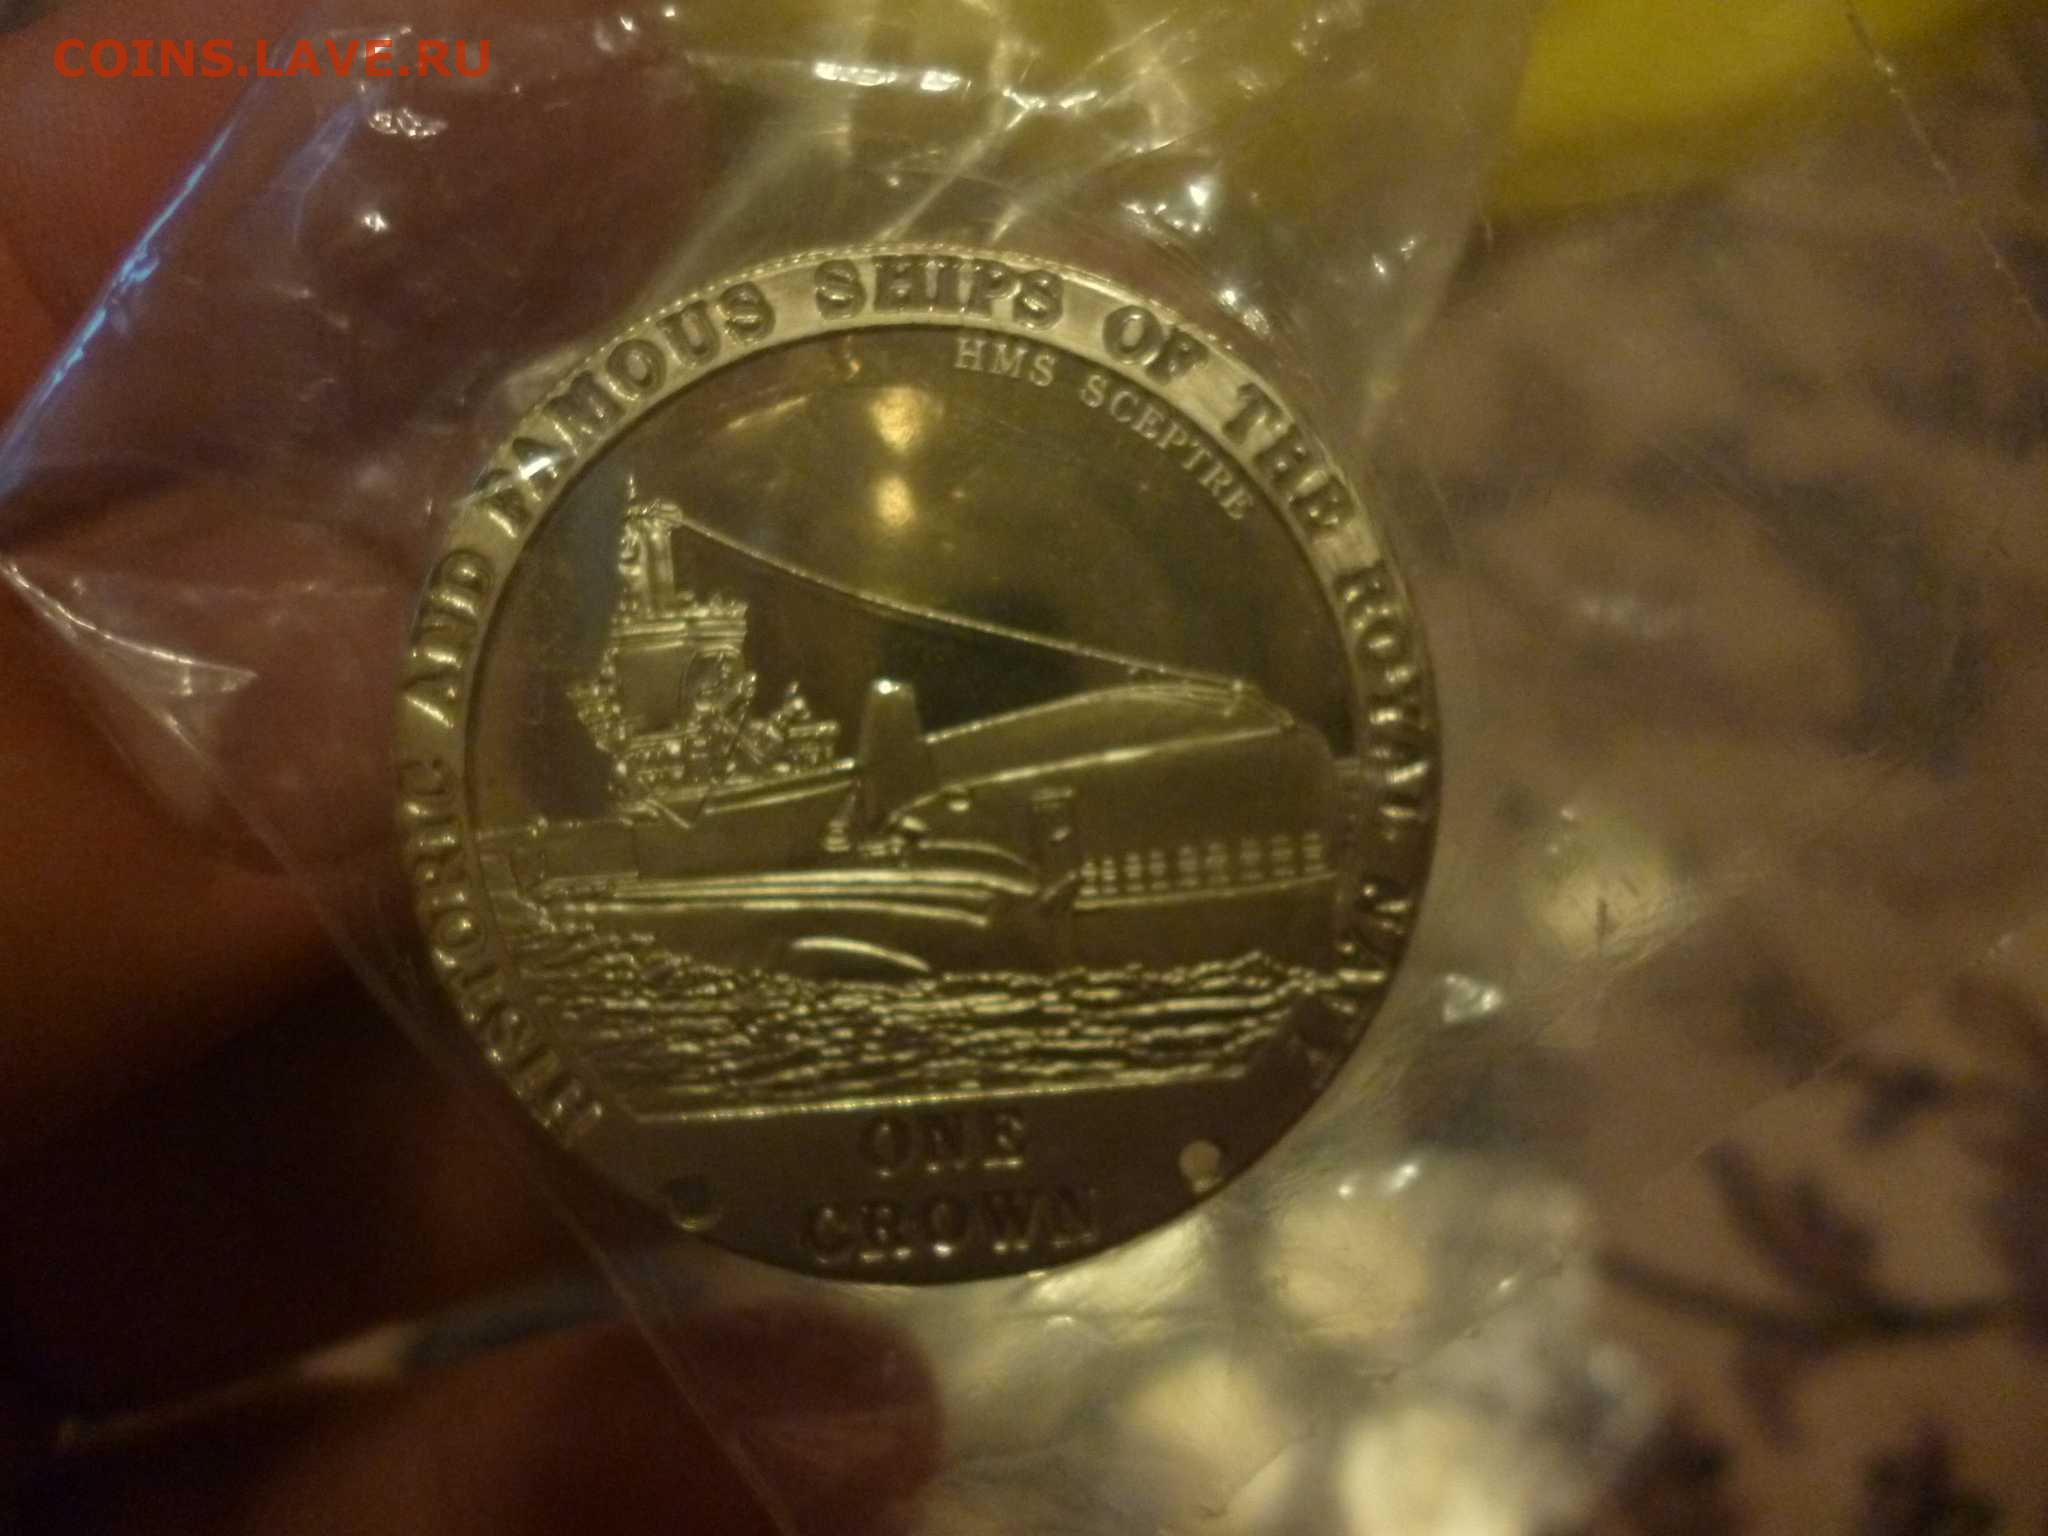 COINS.LAVE.RU
HISTORIC AND FAMOUS SHIPS OF THE ROYAL NAVY
HMS SCEPTRE
ONE
CROWN